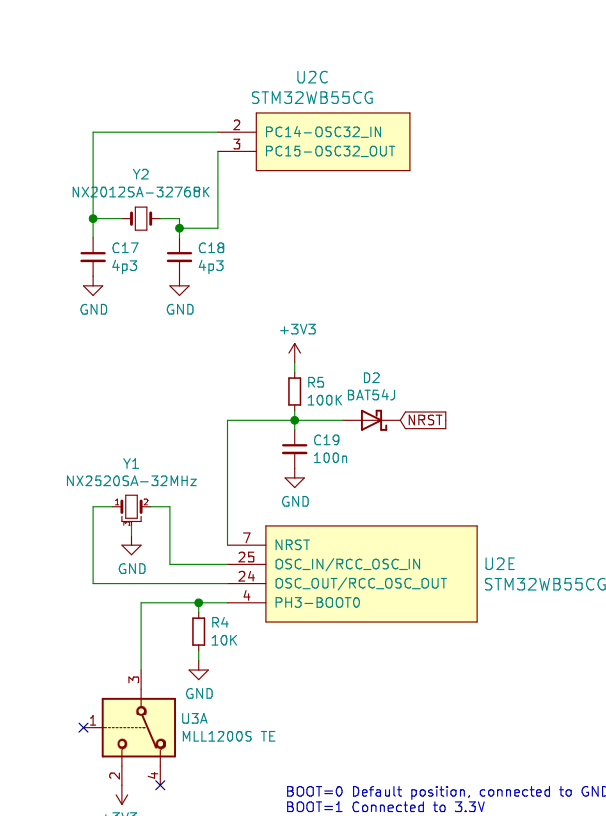 U2C
STM32WB55CG
2 PC14-OSC32_IN
3 PC15-OSC32_OUT
Y2
NX2012SA-32768K
C17
4p3
C18
4p3
GND
GND
+3V3
R5
100K
D2
BAT54J
NRST
C19
100n
GND
Y1
NX2520SA-32MHz
1 2
3
GND
7 NRST
25 OSC_IN/RCC_OSC_IN
24 OSC_OUT/RCC_OSC_OUT
4 PH3-BOOT0
U2E
STM32WB55CG
R4
10K
GND
3
1
U3A
MLL1200S TE
2
4
+3V3
BOOT=0 Default position, connected to GND
BOOT=1 Connected to 3.3V